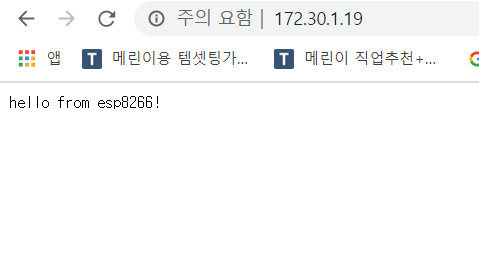 주의 요함 | 172.30.1.19
앱 T 메린이용 템셋팅가... T 메린이 직업추천+... G
hello from esp8266!